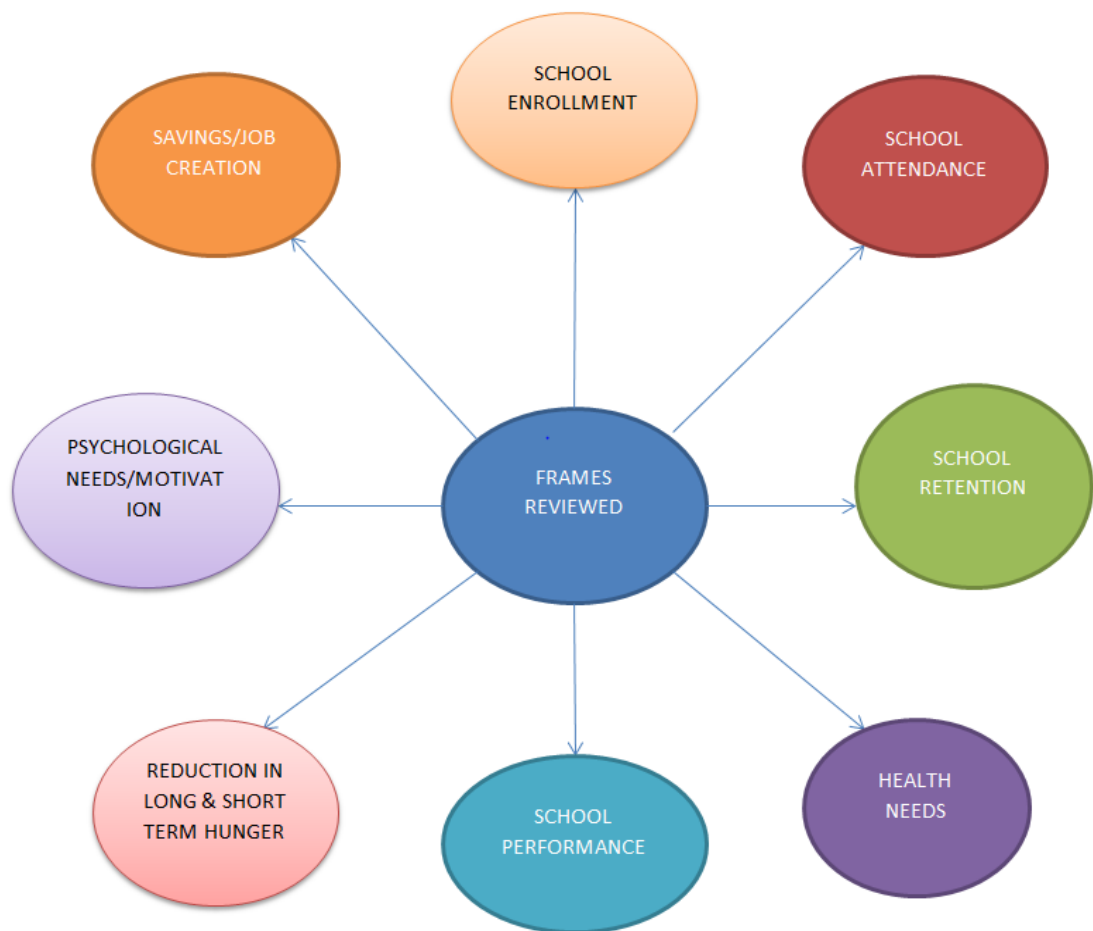 SCHOOL
ENROLLMENT
SAVINGS/JOB
CREATION
SCHOOL
ATTENDANCE
PSYCHOLOGICAL
NEEDS/MOTIVAT
ION
FRAMES
REVIEWED
SCHOOL
RETENTION
REDUCTION IN
LONG & SHORT
TERM HUNGER
SCHOOL
PERFORMANCE
HEALTH
NEEDS